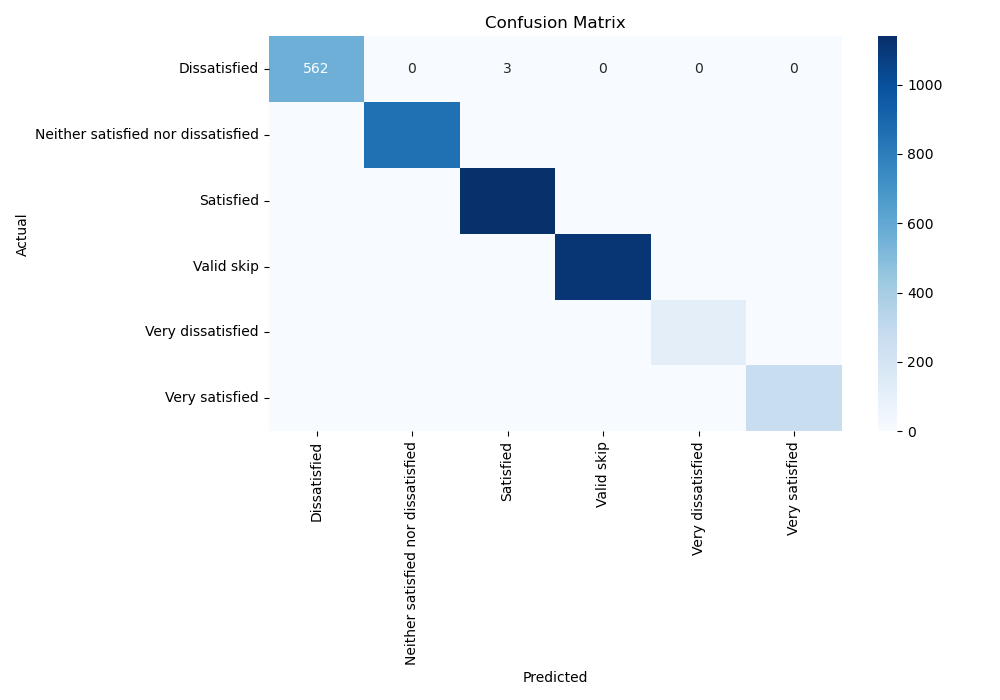 Confusion Matrix
Dissatisfied
562 0 3 0 0 0
Neither satisfied nor dissatisfied
Satisfied
Valid skip
Very dissatisfied
Very satisfied
Actual
1000
800
600
400
200
0
Dissatisfied
Neither satisfied nor dissatisfied
Satisfied
Valid skip
Very dissatisfied
Very satisfied
Predicted